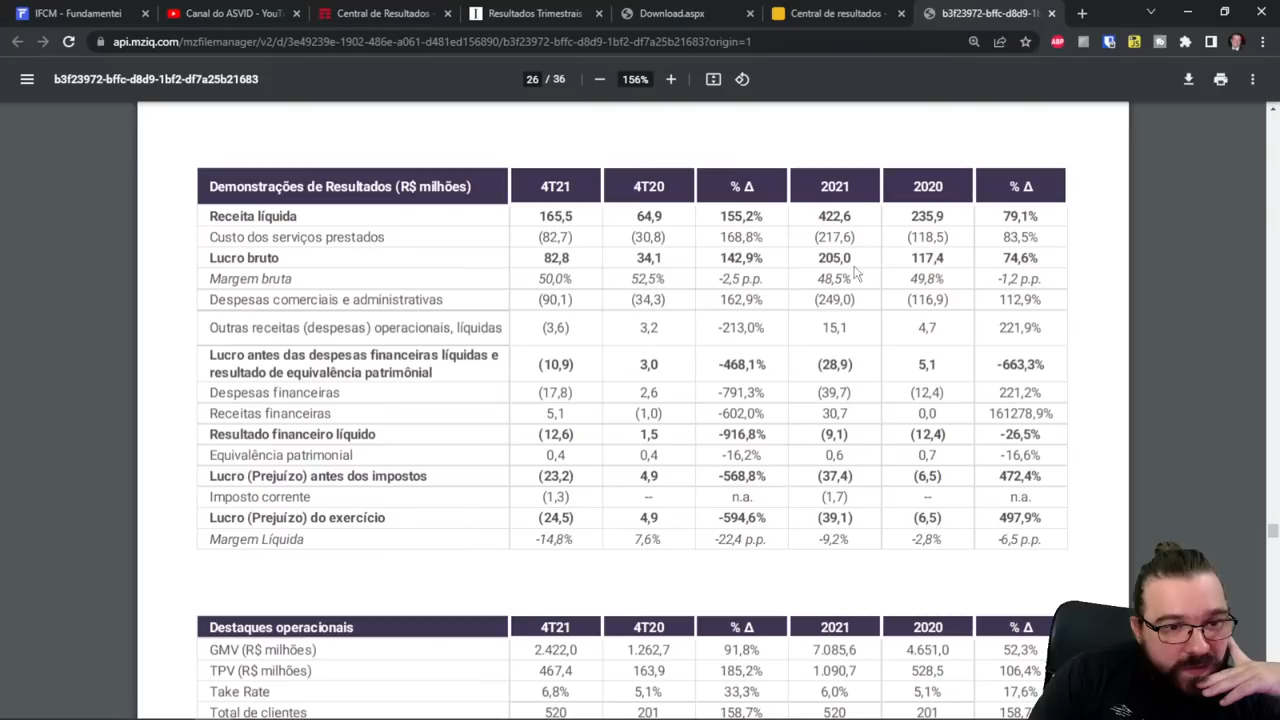 IFCM - Fundamentei
Canal do ASVID - YouT
Central de Resultados -
Resultados Trimestrais
Download.aspx
Central de resultados -
b3f23972-bffc-d8d9-1b
api.mziq.com/mzfilemanager/v2/d/3e49239e-1902-486e-a061-d481ed156890/b3f23972-bffc-d8d9-1bf2-df7a25b21683?origin=1
b3f23972-bffc-d8d9-1bf2-df7a25b21683 26 / 36 156%
Demonstrações de Resultados (R$ milhões) 4T21 4T20 % Δ 2021 2020 % Δ
Receita líquida 165,5 64,9 155,2% 422,6 235,9 79,1%
Custo dos serviços prestados (82,7) (30,8) 168,8% (217,6) (118,5) 83,5%
Lucro bruto 82,8 34,1 142,9% 205,0 117,4 74,6%
Margem bruta 50,0% 52,5% -2,5 p.p. 48,5% 49,8% -1,2 p.p.
Despesas comerciais e administrativas (90,1) (34,3) 162,9% (249,0) (116,9) 112,9%
Outras receitas (despesas) operacionais, líquidas (3,6) 3,2 -213,0% 15,1 4,7 221,9%
Lucro antes das despesas financeiras líquidas e
resultado de equivalência patrimônial (10,9) 3,0 -468,1% (28,9) 5,1 -663,3%
Despesas financeiras (17,8) 2,6 -791,3% (39,7) (12,4) 221,2%
Receitas financeiras 5,1 (1,0) -602,0% 30,7 0,0 161278,9%
Resultado financeiro líquido (12,6) 1,5 -916,8% (9,1) (12,4) -26,5%
Equivalência patrimonial 0,4 0,4 -16,2% 0,6 0,7 -16,6%
Lucro (Prejuízo) antes dos impostos (23,2) 4,9 -568,8% (37,4) (6,5) 472,4%
Imposto corrente (1,3) -- n.a. (1,7) -- n.a.
Lucro (Prejuízo) do exercício (24,5) 4,9 -594,6% (39,1) (6,5) 497,9%
Margem Líquida -14,8% 7,6% -22,4 p.p. -9,2% -2,8% -6,5 p.p.
Destaques operacionais 4T21 4T20 % Δ 2021 2020 % Δ
GMV (R$ milhões) 2.422,0 1.262,7 91,8% 7.085,6 4.651,0 52,3%
TPV (R$ milhões) 467,4 163,9 185,2% 1.090,7 528,5 106,4%
Take Rate 6,8% 5,1% 33,3% 6,0% 5,1% 17,6%
Total de clientes 520 201 158,7% 520 201 158,7